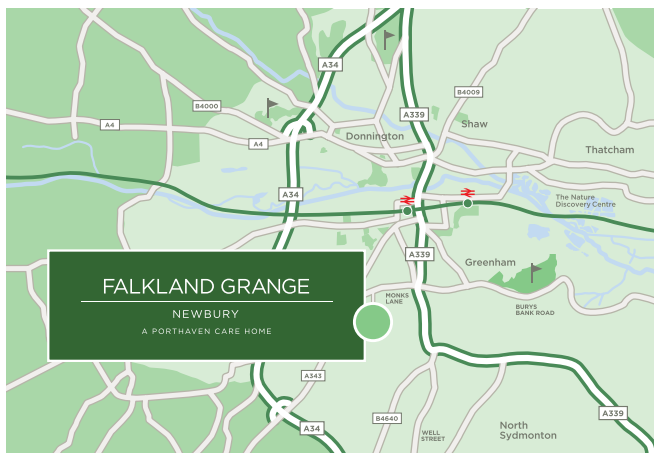 A34
B4009
B4000
A339
A4
Shaw
Donnington
A4
Thatcham
A34
The Nature
Discovery Centre
A339
Greenham
FALKLAND GRANGE
NEWBURY
A PORTHAVEN CARE HOME
MONKS
LANE
BURYS
BANK ROAD
A343
A339
B4640
A34
WELL
STREET
North
Sydmonton